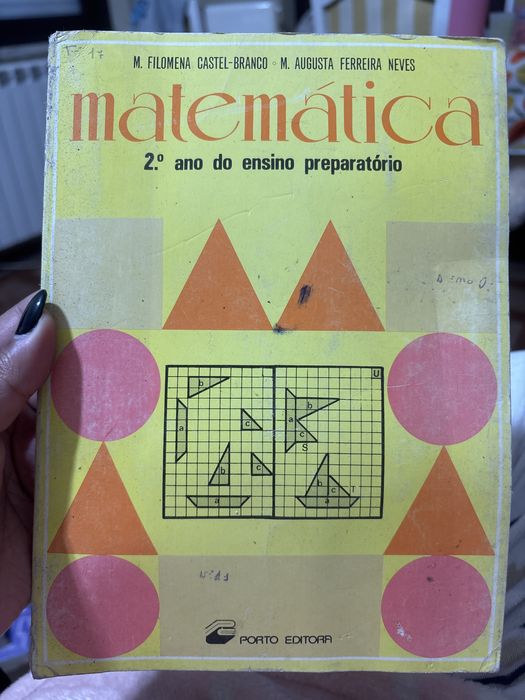 M. FILOMENA CASTEL-BRANCO • M. AUGUSTA FERREIRA NEVES
matemática
2.º ano do ensino preparatório
U
b
b
a
a
c
c
S
b
b
c
c
T
a
a
PORTO EDITORA